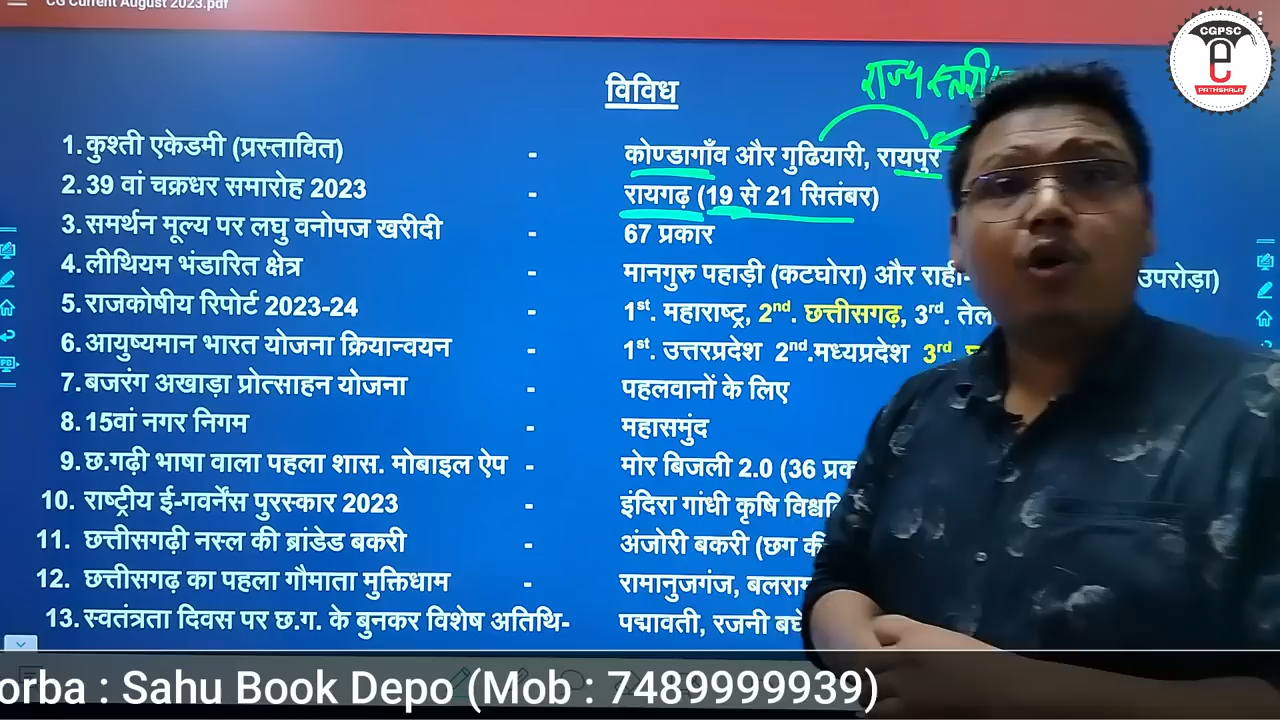 CG Current August 2023.pdf
CGPSC
e
PATHSHALA
राज्य स्तरीय
विविध
1. कुश्ती एकेडमी (प्रस्तावित) - कोण्डागाँव और गुढियारी, रायपुर
2. 39 वां चक्रधर समारोह 2023 - रायगढ़ (19 से 21 सितंबर)
3. समर्थन मूल्य पर लघु वनोपज खरीदी - 67 प्रकार
4. लीथियम भंडारित क्षेत्र - मानगुरु पहाड़ी (कटघोरा) और राहा- उपरोड़ा)
5. राजकोषीय रिपोर्ट 2023-24 - 1st. महाराष्ट्र, 2nd. छत्तीसगढ़, 3rd.
6. आयुष्यमान भारत योजना क्रियान्वयन - 1st. उत्तरप्रदेश 2nd.मध्यप्रदेश 3rd
7. बजरंग अखाड़ा प्रोत्साहन योजना - पहलवानों के लिए
8. 15वां नगर निगम - महासमुंद
9. छ.गढ़ी भाषा वाला पहला शास. मोबाइल ऐप - मोर बिजली 2.0 (36
10. राष्ट्रीय ई-गवर्नेंस पुरस्कार 2023 - इंदिरा गांधी कृषि
11. छत्तीसगढ़ी नस्ल की ब्रांडेड बकरी - अंजोरी बकरी (छग की
12. छत्तीसगढ़ का पहला गौमाता मुक्तिधाम - रामानुजगंज,
13. स्वतंत्रता दिवस पर छ.ग. के बुनकर विशेष अतिथि- पद्मावती, रजनी
orba : Sahu Book Depo (Mob : 7489999939)